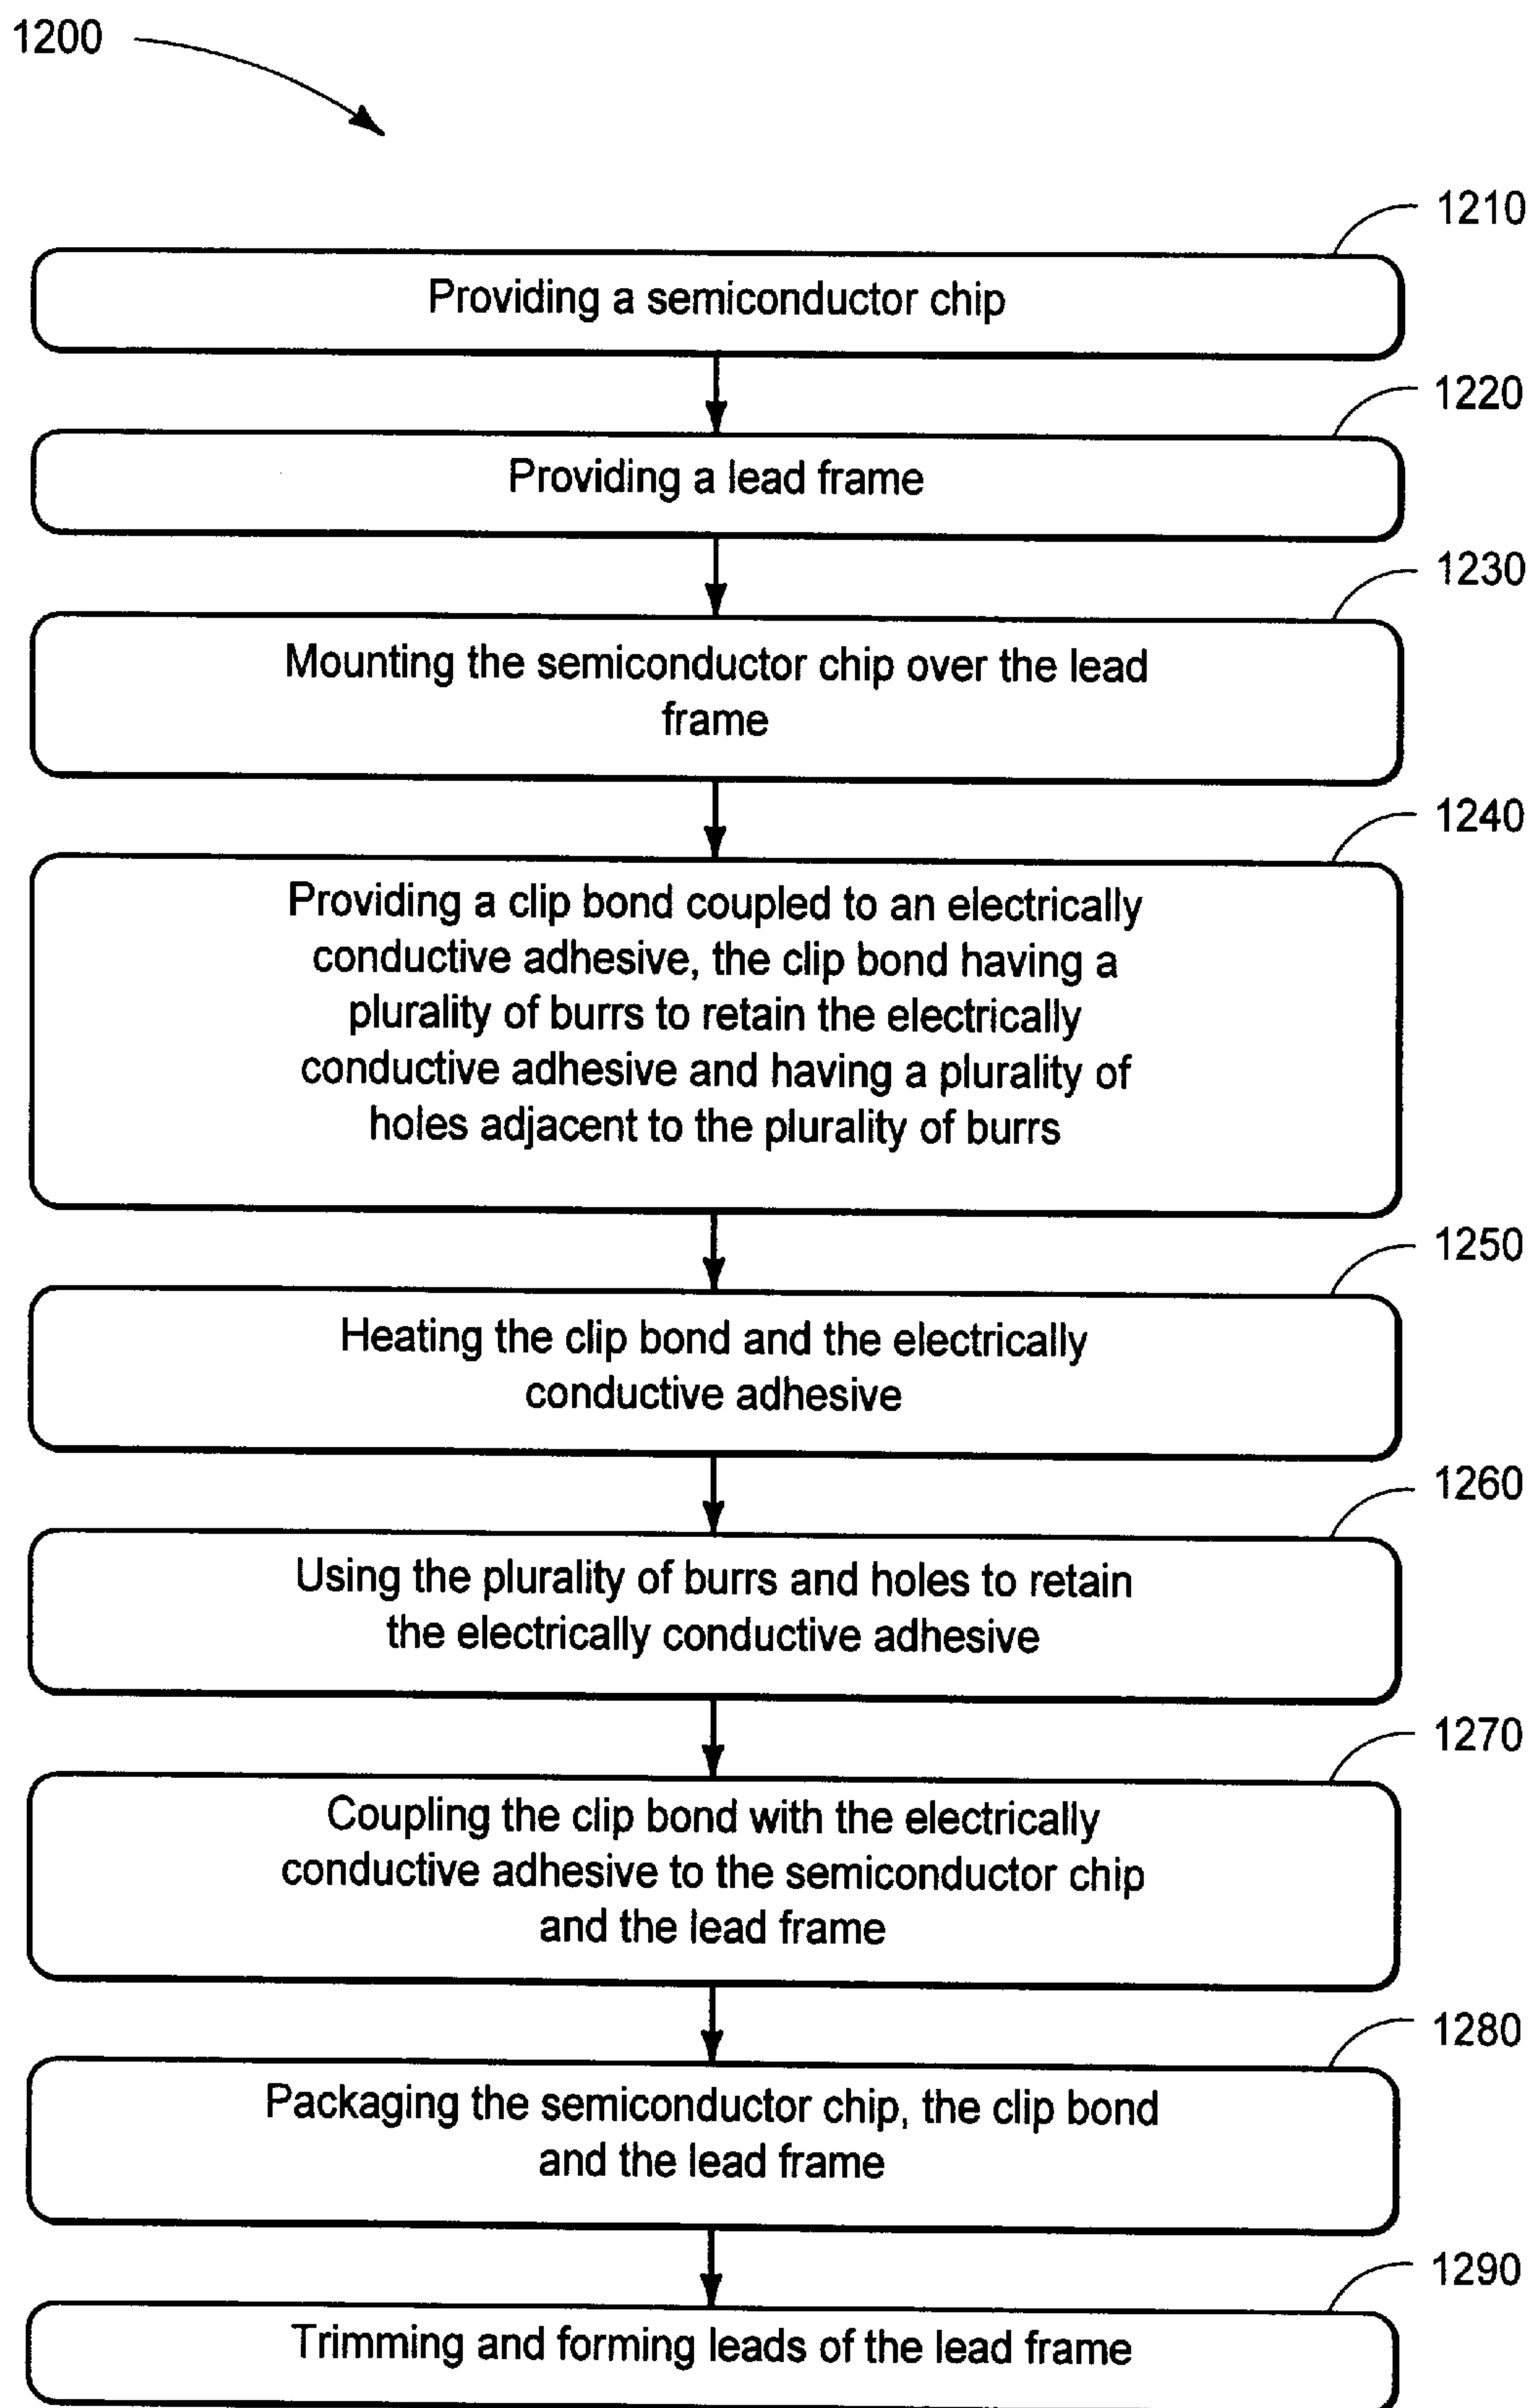 1200
1210
Providing a semiconductor chip
1220
Providing a lead frame
1230
Mounting the semiconductor chip over the lead
frame
1240
Providing a clip bond coupled to an electrically
conductive adhesive, the clip bond having a
plurality of burrs to retain the electrically
conductive adhesive and having a plurality of
holes adjacent to the plurality of burrs
1250
Heating the clip bond and the electrically
conductive adhesive
1260
Using the plurality of burrs and holes to retain
the electrically conductive adhesive
1270
Coupling the clip bond with the electrically
conductive adhesive to the semiconductor chip
and the lead frame
1280
Packaging the semiconductor chip, the clip bond
and the lead frame
1290
Trimming and forming leads of the lead frame